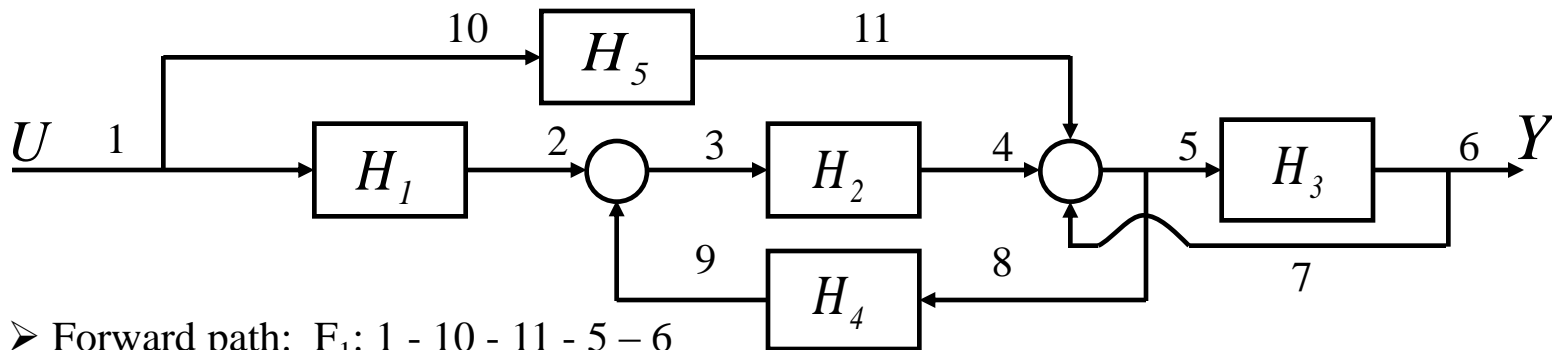 10 H5 11
U 1 H1 2 3 H2 4 5 H3 6 Y
9 H4 8 7
➢ Forward path: F1: 1 - 10 - 11 - 5 – 6